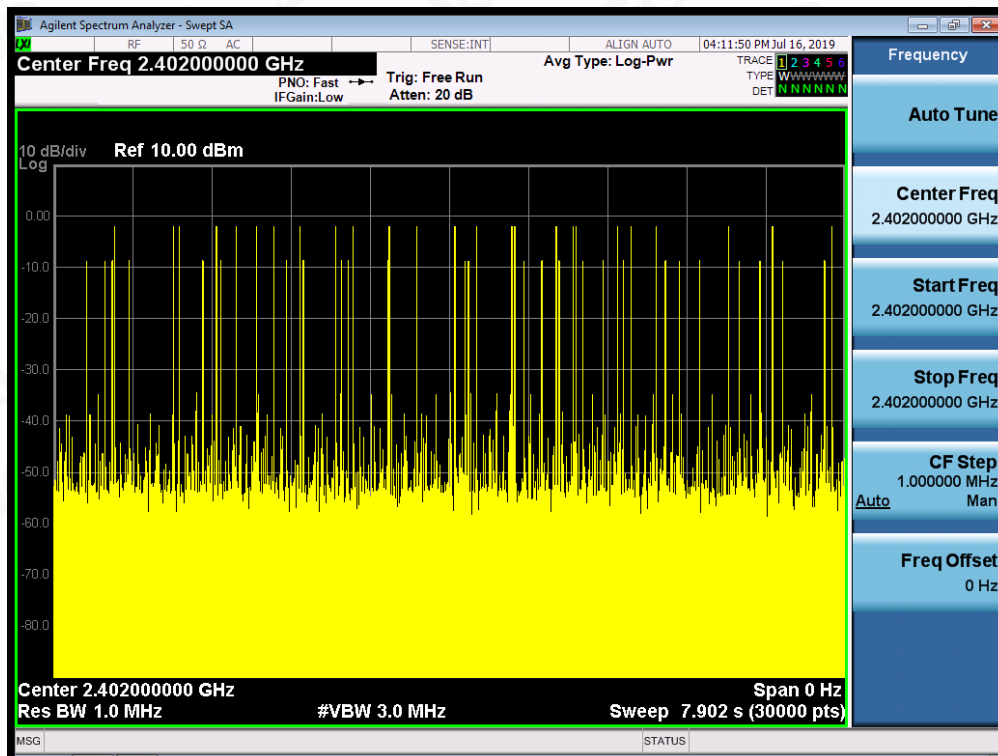 Agilent Spectrum Analyzer - Swept SA
LXI RF 50 Ω AC SENSE:INT ALIGN AUTO 04:11:50 PM Jul 16, 2019
Center Freq 2.402000000 GHz
PNO: Fast
IFGain:Low
Trig: Free Run
Atten: 20 dB
Avg Type: Log-Pwr
TRACE 1 2 3 4 5 6
TYPE WWWWWWW
DET N N N N N N
10 dB/div Ref 10.00 dBm
Log
0.00
-10.0
-20.0
-30.0
-40.0
-50.0
-60.0
-70.0
-80.0
Center 2.402000000 GHz Span 0 Hz
Res BW 1.0 MHz #VBW 3.0 MHz Sweep 7.902 s (30000 pts)
MSG STATUS
Frequency
Auto Tune
Center Freq
2.402000000 GHz
Start Freq
2.402000000 GHz
Stop Freq
2.402000000 GHz
CF Step
1.000000 MHz
Auto Man
Freq Offset
0 Hz